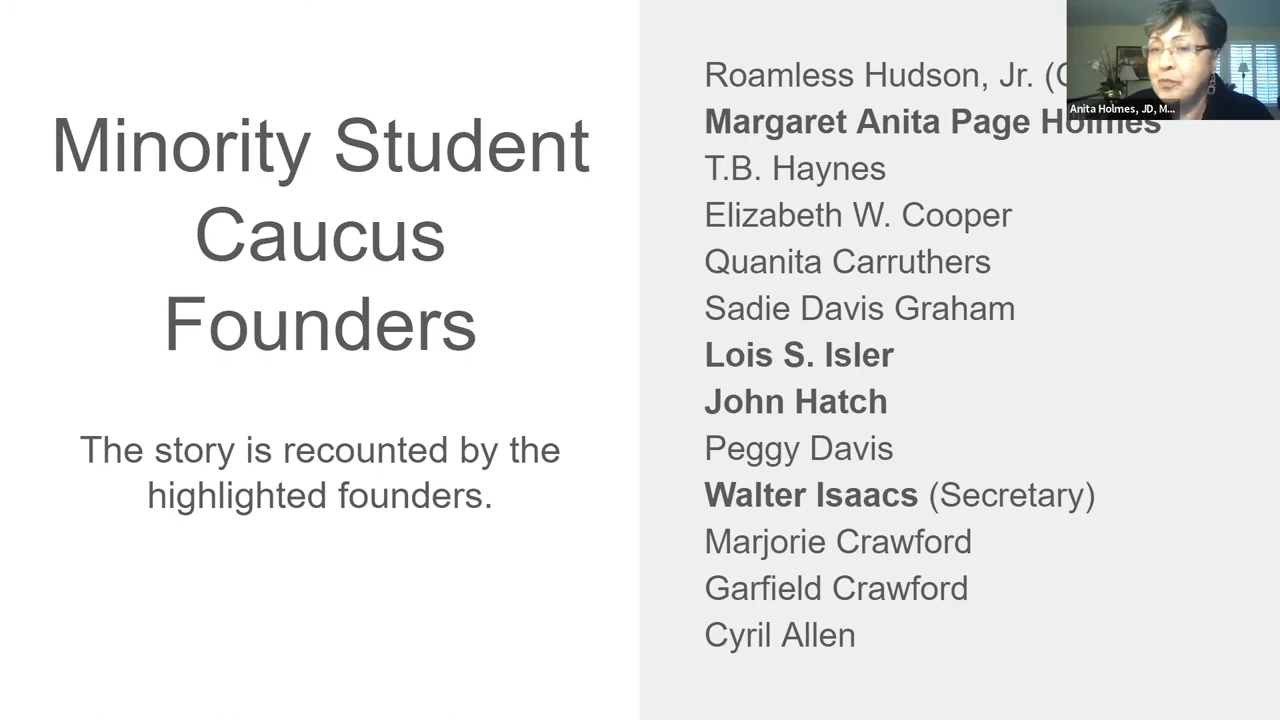 Minority Student
Caucus
Founders
The story is recounted by the
highlighted founders.
Roamless Hudson, Jr.
Margaret Anita Page Holmes
T.B. Haynes
Elizabeth W. Cooper
Quanita Carruthers
Sadie Davis Graham
Lois S. Isler
John Hatch
Peggy Davis
Walter Isaacs (Secretary)
Marjorie Crawford
Garfield Crawford
Cyril Allen
Anita Holmes, JD, M...